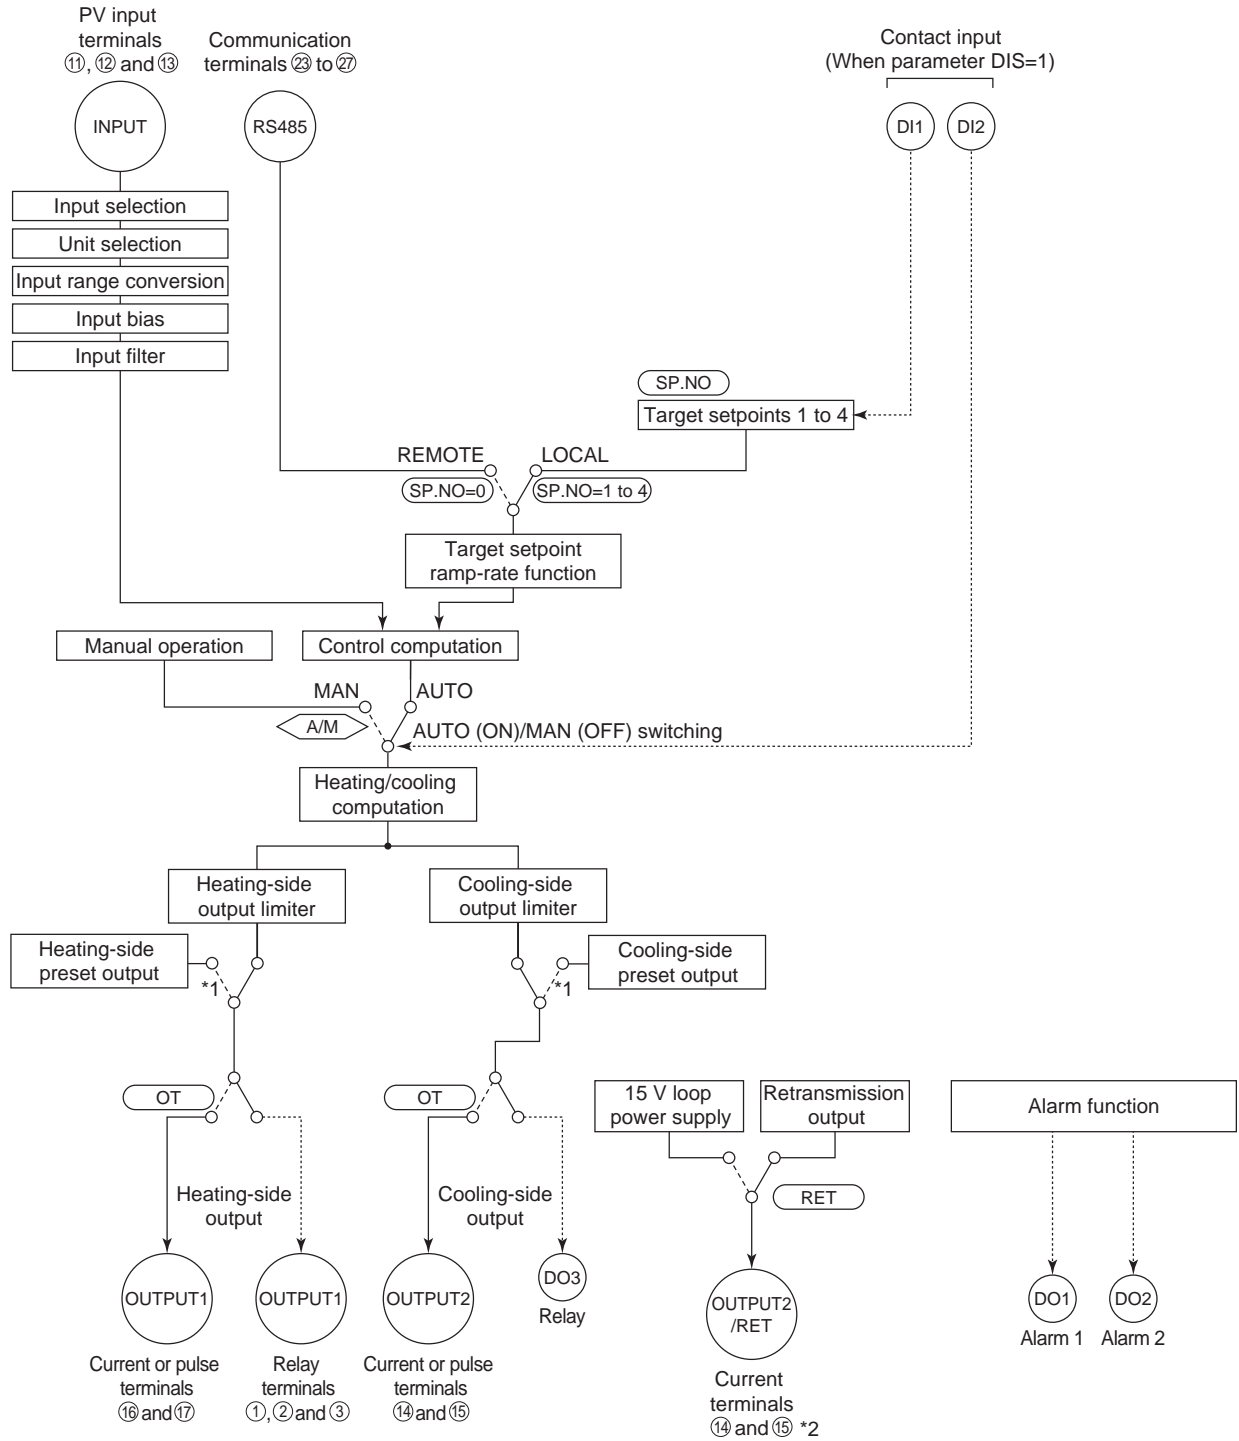 PV input
terminals
⑪, ⑫ and ⑬
Communication
terminals ㉓ to ㉗
Contact input
(When parameter DIS=1)
INPUT
RS485
DI1
DI2
Input selection
Unit selection
Input range conversion
Input bias
Input filter
SP.NO
Target setpoints 1 to 4
REMOTE
LOCAL
SP.NO=0
SP.NO=1 to 4
Target setpoint
ramp-rate function
Manual operation
Control computation
MAN
AUTO
A/M
AUTO (ON)/MAN (OFF) switching
Heating/cooling
computation
Heating-side
output limiter
Cooling-side
output limiter
Heating-side
preset output
*1
*1
Cooling-side
preset output
OT
OT
15 V loop
power supply
Retransmission
output
Alarm function
Heating-side
output
Cooling-side
output
RET
OUTPUT1
OUTPUT1
OUTPUT2
DO3
Relay
OUTPUT2
/RET
DO1
DO2
Alarm 1
Alarm 2
Current or pulse
terminals
⑯ and ⑰
Relay
terminals
①, ② and ③
Current or pulse
terminals
⑭ and ⑮
Current
terminals
⑭ and ⑮ *2